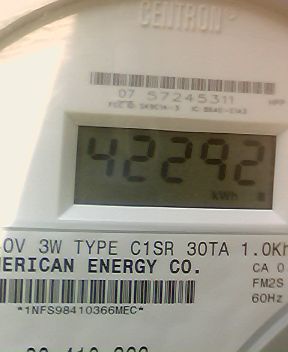 CENTRON
07 57245311
42292
kWh
0V 3W TYPE C1SR 30TA 1.0Kh
MERICAN ENERGY CO.
CA 0
FM2S
60Hz
*1NFS98410366MEC*